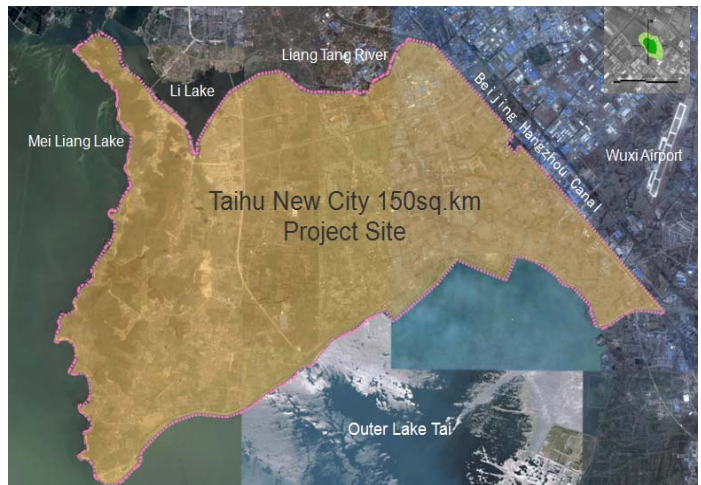 Liang Tang River
Li Lake
Beijing Hangzhou Canal
Mei Liang Lake
Wuxi Airport
Taihu New City 150sq.km
Project Site
Outer Lake Tai